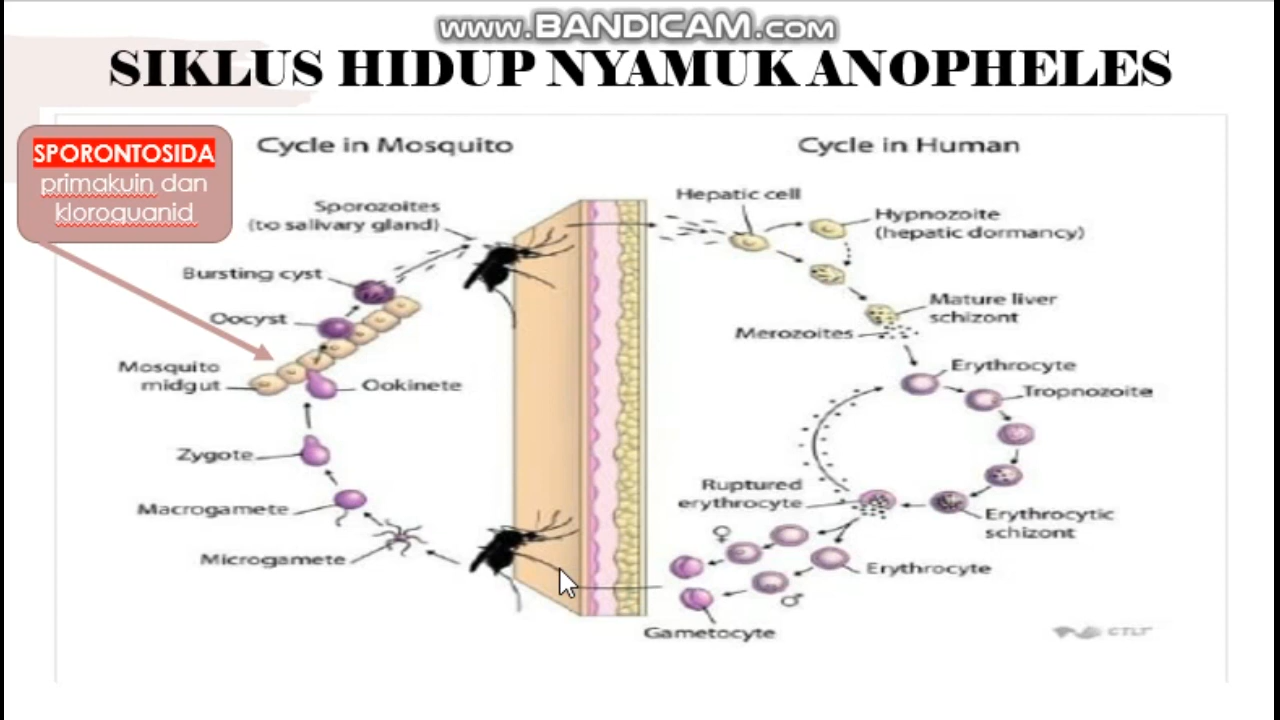 www.BANDICAM.com
SIKLUS HIDUP NYAMUK ANOPHELES
SPORONTOSIDA
primakuin dan
kloroguanid
Cycle in Mosquito
Sporozoites
(to salivary gland)
Bursting cyst
Oocyst
Mosquito
midgut
Ookinete
Zygote
Macrogamete
Microgamete
Cycle in Human
Hepatic cell
Hypnozoite
(hepatic dormancy)
Mature liver
schizont
Merozoites
Erythrocyte
Tropnozoite
Ruptured
erythrocyte
Erythrocytic
schizont
♀
Erythrocyte
♂
Gametocyte
CTLT